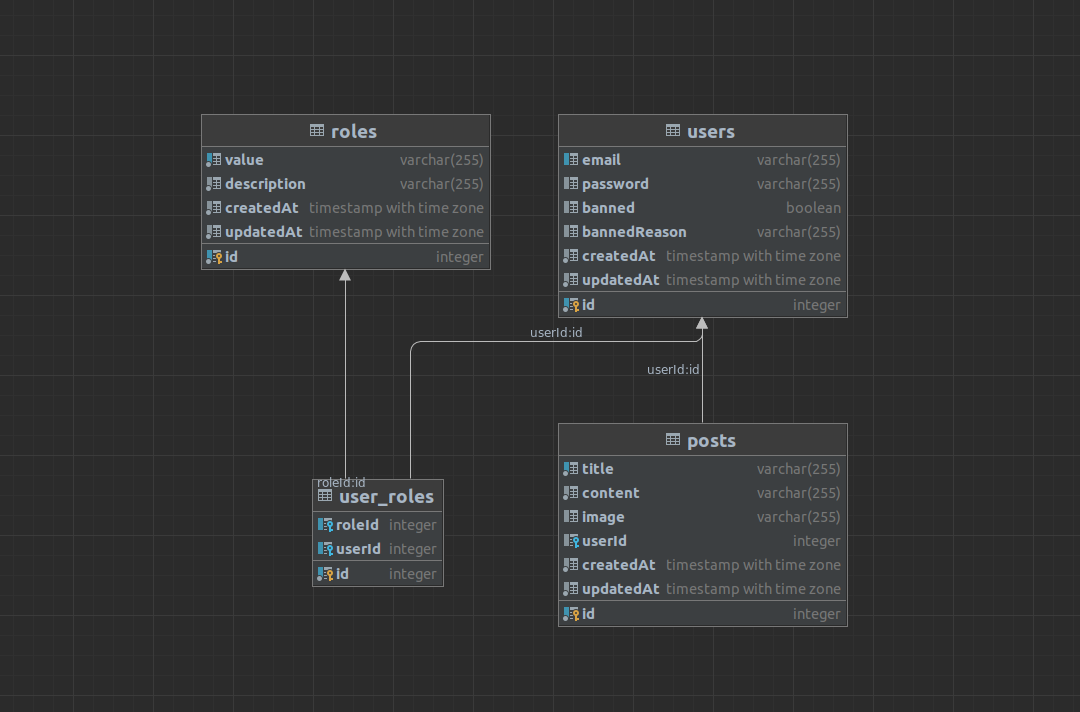 roles
value varchar(255)
description varchar(255)
createdAt timestamp with time zone
updatedAt timestamp with time zone
id integer
users
email varchar(255)
password varchar(255)
banned boolean
bannedReason varchar(255)
createdAt timestamp with time zone
updatedAt timestamp with time zone
id integer
userId:id
userId:id
roleId:id
user_roles
roleId integer
userId integer
id integer
posts
title varchar(255)
content varchar(255)
image varchar(255)
userId integer
createdAt timestamp with time zone
updatedAt timestamp with time zone
id integer